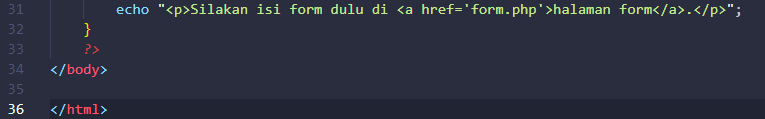 31 echo "<p>Silakan isi form dulu di <a href='form.php'>halaman form</a>.</p>";
32 }
33 ?>
34 </body>
35
36 </html>